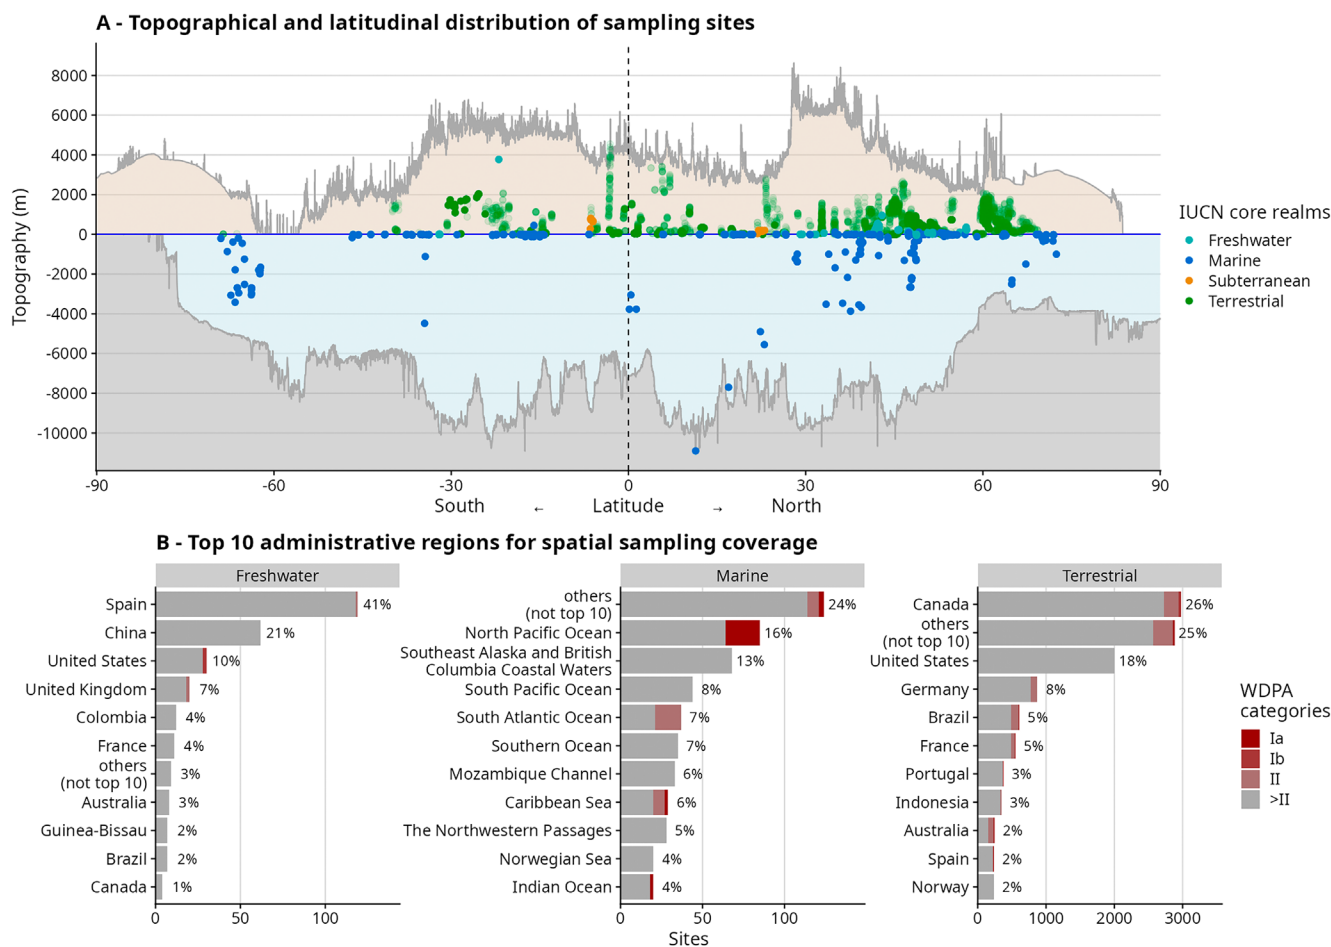 A - Topographical and latitudinal distribution of sampling sites
Topography (m)
8000
6000
4000
2000
0
-2000
-4000
-6000
-8000
-10000
-90
-60
-30
0
30
60
90
South
←
Latitude
→
North
IUCN core realms
Freshwater
Marine
Subterranean
Terrestrial
B - Top 10 administrative regions for spatial sampling coverage
Freshwater
Spain 41%
China 21%
United States 10%
United Kingdom 7%
Colombia 4%
France 4%
others
(not top 10) 3%
Australia 3%
Guinea-Bissau 2%
Brazil 2%
Canada 1%
0
50
100
Marine
others
(not top 10) 24%
North Pacific Ocean 16%
Southeast Alaska and British
Columbia Coastal Waters 13%
South Pacific Ocean 8%
South Atlantic Ocean 7%
Southern Ocean 7%
Mozambique Channel 6%
Caribbean Sea 6%
The Northwestern Passages 5%
Norwegian Sea 4%
Indian Ocean 4%
0
50
100
Sites
Terrestrial
Canada 26%
others
(not top 10) 25%
United States 18%
Germany 8%
Brazil 5%
France 5%
Portugal 3%
Indonesia 3%
Australia 2%
Spain 2%
Norway 2%
0
1000
2000
3000
WDPA
categories
Ia
Ib
II
>II